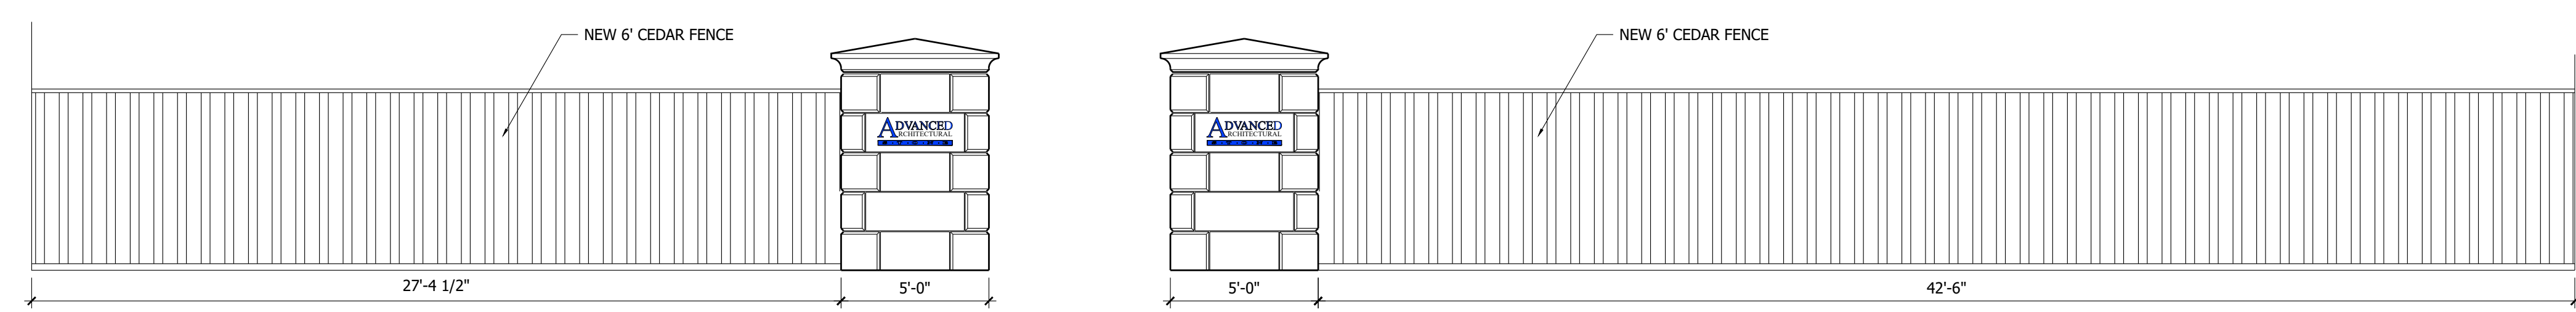 NEW 6' CEDAR FENCE
NEW 6' CEDAR FENCE
ADVANCED
ARCHITECTURAL
ADVANCED
ARCHITECTURAL
27'-4 1/2"
5'-0"
5'-0"
42'-6"